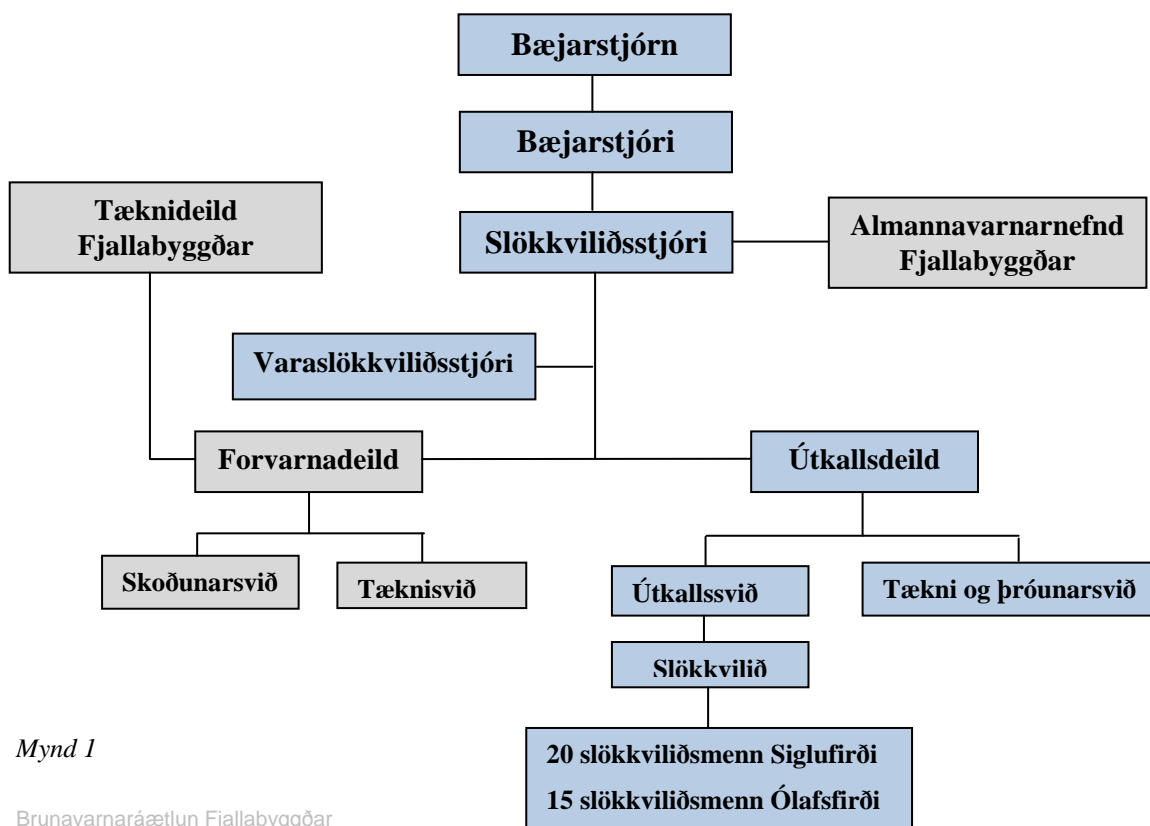 Bæjarstjórn
Bæjarstjóri
Tæknideild
Fjallabyggðar
Slökkviliðsstjóri
Almannavarnarnefnd
Fjallabyggðar
Varaslökkviliðsstjóri
Forvarnadeild
Útkallsdeild
Skoðunarsvið
Tæknisvið
Útkallssvið
Tækni og þróunarsvið
Slökkvilið
20 slökkviliðsmenn Siglufirði
15 slökkviliðsmenn Ólafsfirði
Mynd 1
Brunavarnaráætlun Fjallabyggðar